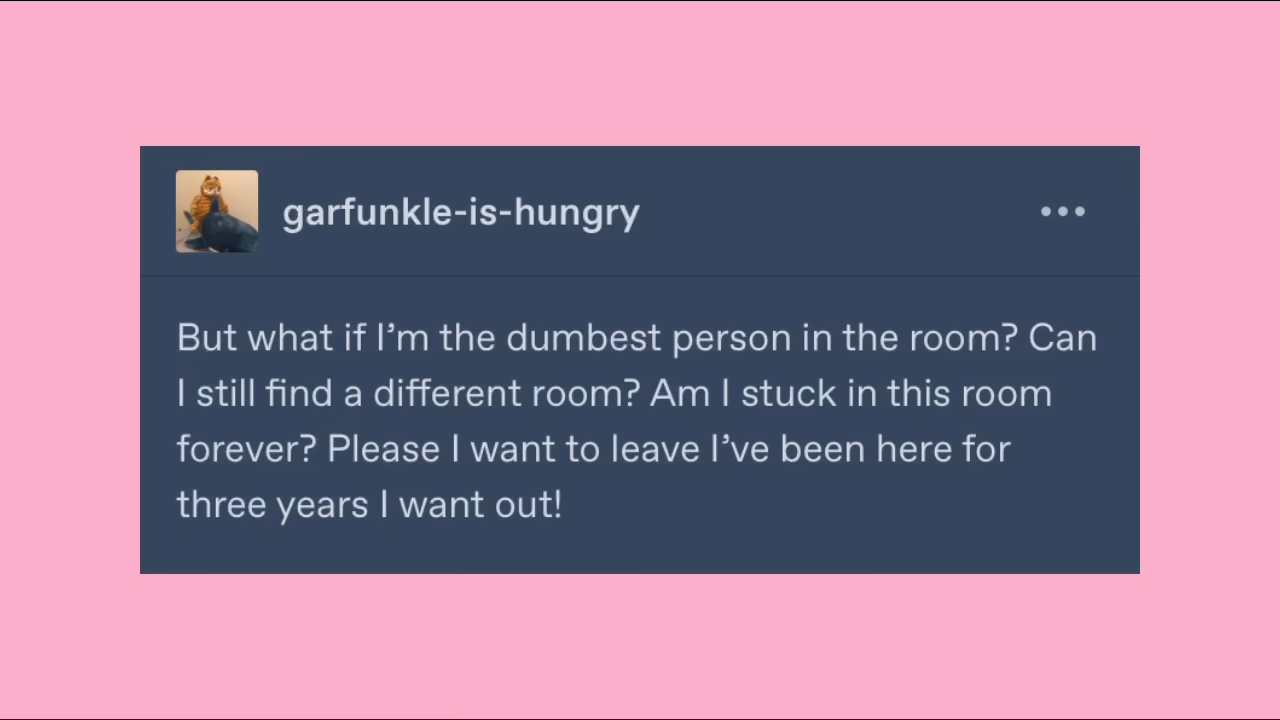 garfunkle-is-hungry
But what if I’m the dumbest person in the room? Can
I still find a different room? Am I stuck in this room
forever? Please I want to leave I’ve been here for
three years I want out!